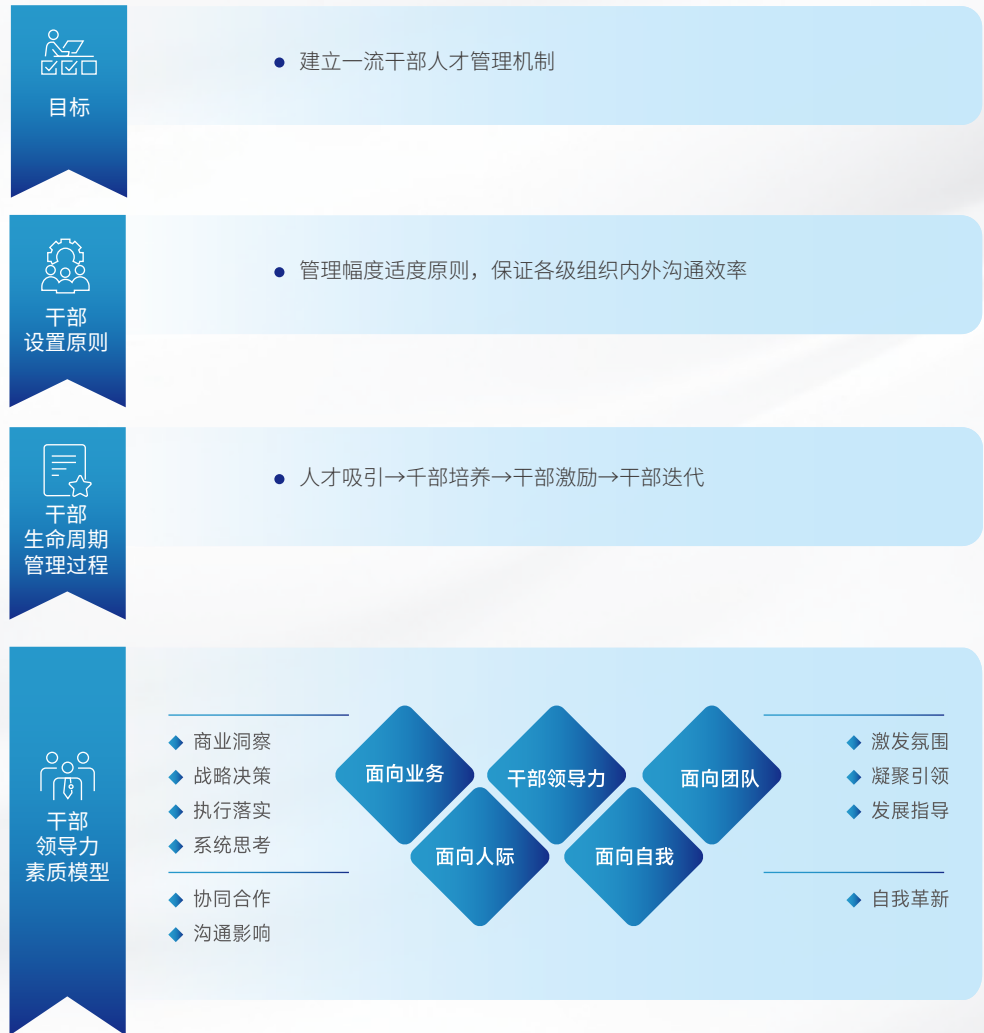 目标
建立一流干部人才管理机制
干部
设置原则
管理幅度适度原则，保证各级组织内外沟通效率
干部
生命周期
管理过程
人才吸引→千部培养→干部激励→干部迭代
干部
领导力
素质模型
商业洞察
战略决策
执行落实
系统思考
协同合作
沟通影响
面向业务
干部领导力
面向团队
面向人际
面向自我
激发氛围
凝聚引领
发展指导
自我革新